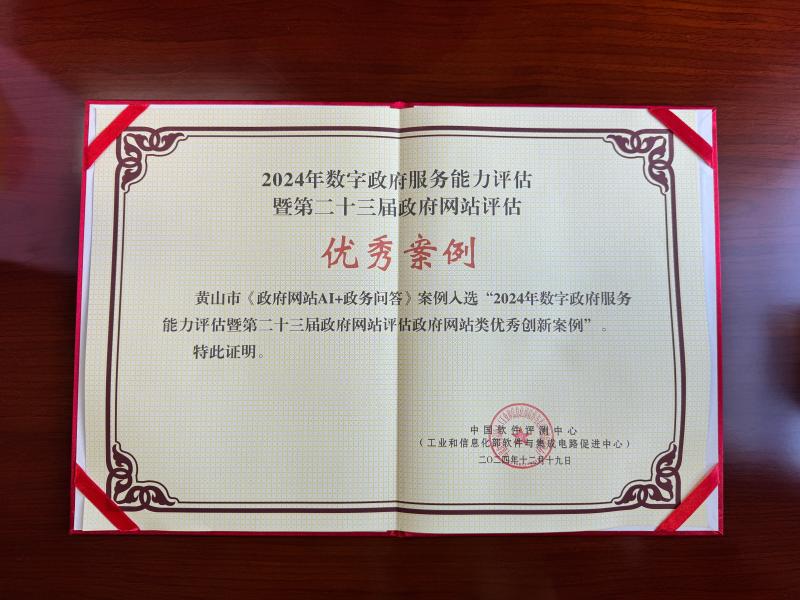 2024年数字政府服务能力评估
暨第二十三届政府网站评估
优秀案例
黄山市《政府网站AI+政务问答》案例入选“2024年数字政府服务
能力评估暨第二十三届政府网站评估政府网站类优秀创新案例”。
特此证明。
中国软件评测中心
（工业和信息化部软件与集成电路促进中心）
二〇二四年十二月十九日